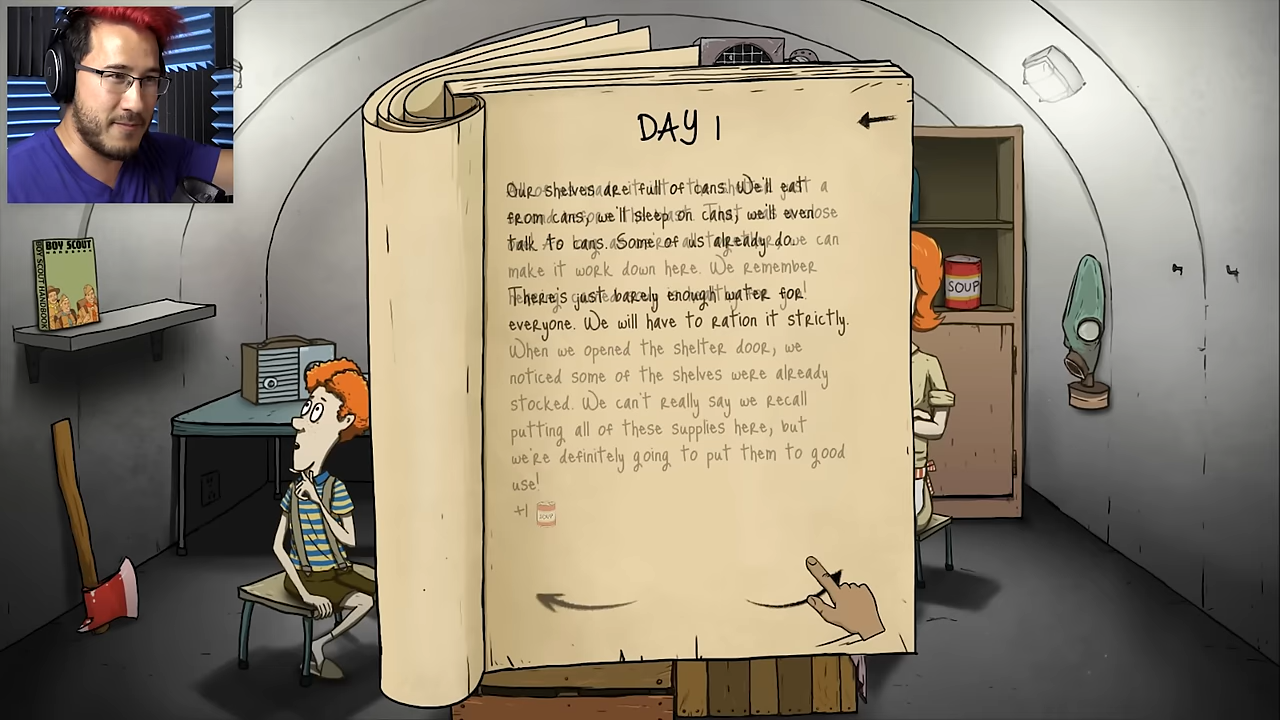 DAY 1
Our shelves are full of cans. We'll eat
from cans, we'll sleep on cans, we'll even
talk to cans. Some of us already do.
we can
make it work down here. We remember
There's just barely enough water for
everyone. We will have to ration it strictly.
When we opened the shelter door, we
noticed some of the shelves were already
stocked. We can't really say we recall
putting all of these supplies here, but
we're definitely going to put them to good
use!
+1 SOUP
BOY SCOUT
BOY SCOUT HANDBOOK
SOUP